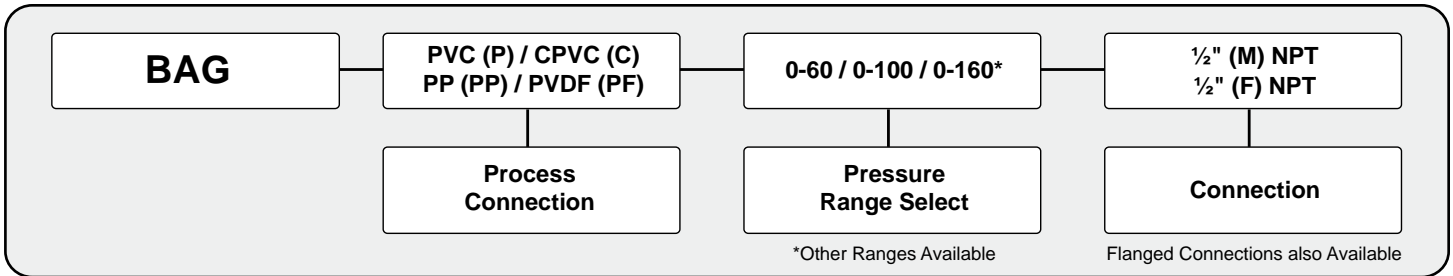 BAG
PVC (P) / CPVC (C)
PP (PP) / PVDF (PF)
0-60 / 0-100 / 0-160*
½" (M) NPT
½" (F) NPT
Process
Connection
Pressure
Range Select
Connection
*Other Ranges Available
Flanged Connections also Available